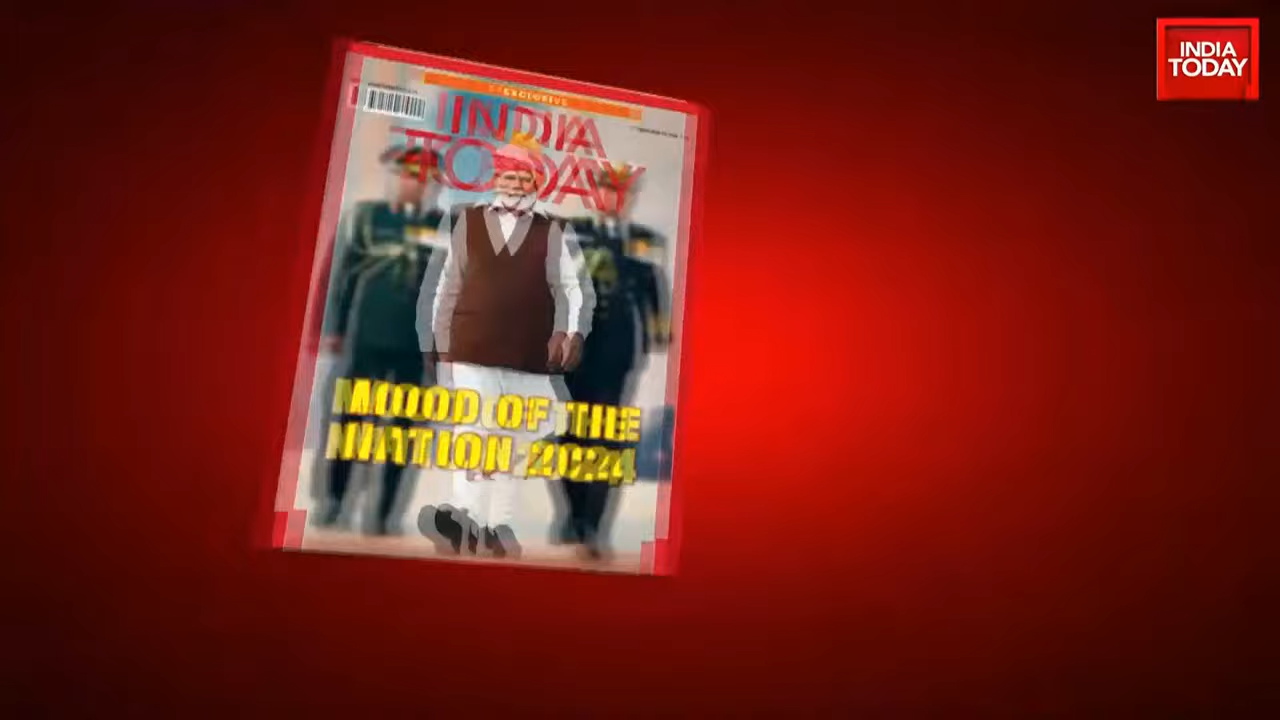 EXCLUSIVE
INDIA
TODAY
MOOD OF THE
NATION 2024
INDIA
TODAY